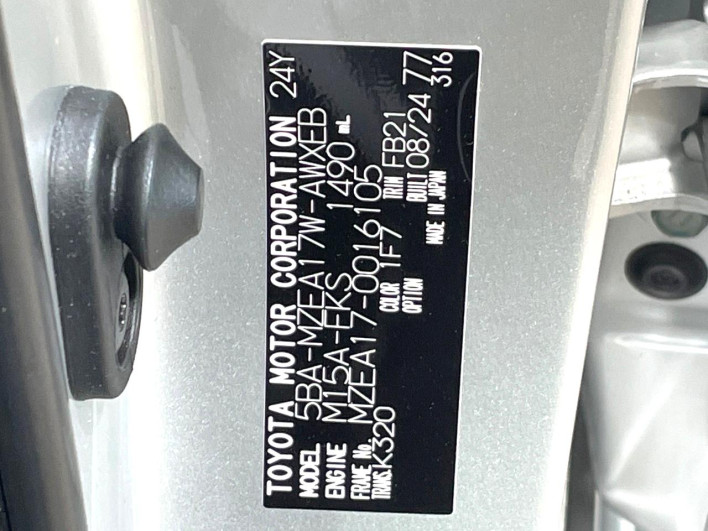 TOYOTA MOTOR CORPORATION 24Y
MODEL 5BA-MZEA17W-AWXEB
ENGINE M15A-EKS 1490 mL
FRAME No. MZEA17-0016105
TRANS. K320 COLOR 1F7 TRIM FB21
OPTION BUILT 08/24 77
MADE IN JAPAN 316